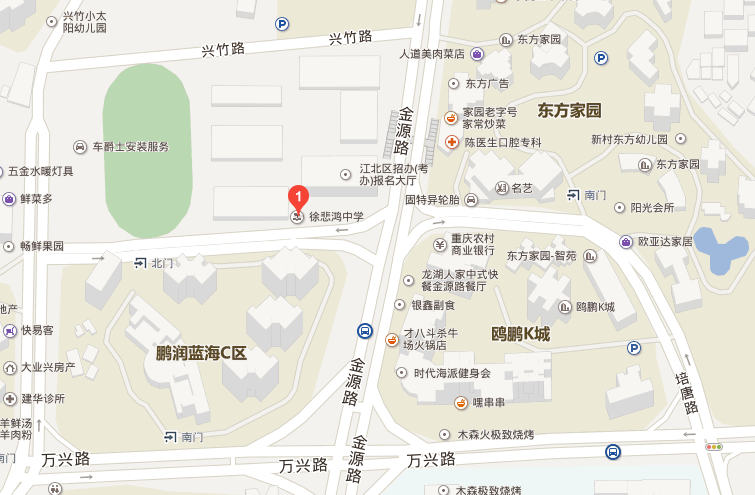 兴竹小太
阳幼儿园
兴竹路
兴竹路
人道美肉菜店
东方家园
东方广告
金源路
家园老字号
家常炒菜
东方家园
车爵士安装服务
陈医生口腔专科
新村东方幼儿园
五金水暖灯具
江北区招办(考
办)报名大厅
东方家园
鲜菜多
固特异轮胎
名艺
南门
1
徐悲鸿中学
阳光会所
畅鲜果园
重庆农村
商业银行
欧亚达家居
北门
东方家园-智苑
龙湖人家中式快
餐金源路餐厅
银鑫副食
鸥鹏K城
地产
快易客
才八斗杀牛
场火锅店
鸥鹏K城
鹏润蓝海C区
大业兴房产
金源路
时代海派健身会
培唐路
建华诊所
嘿串串
羊鲜汤
羊肉粉
南门
木森火极致烧烤
南门
万兴路
万兴路
金源路
万兴路
木森极致烧烤